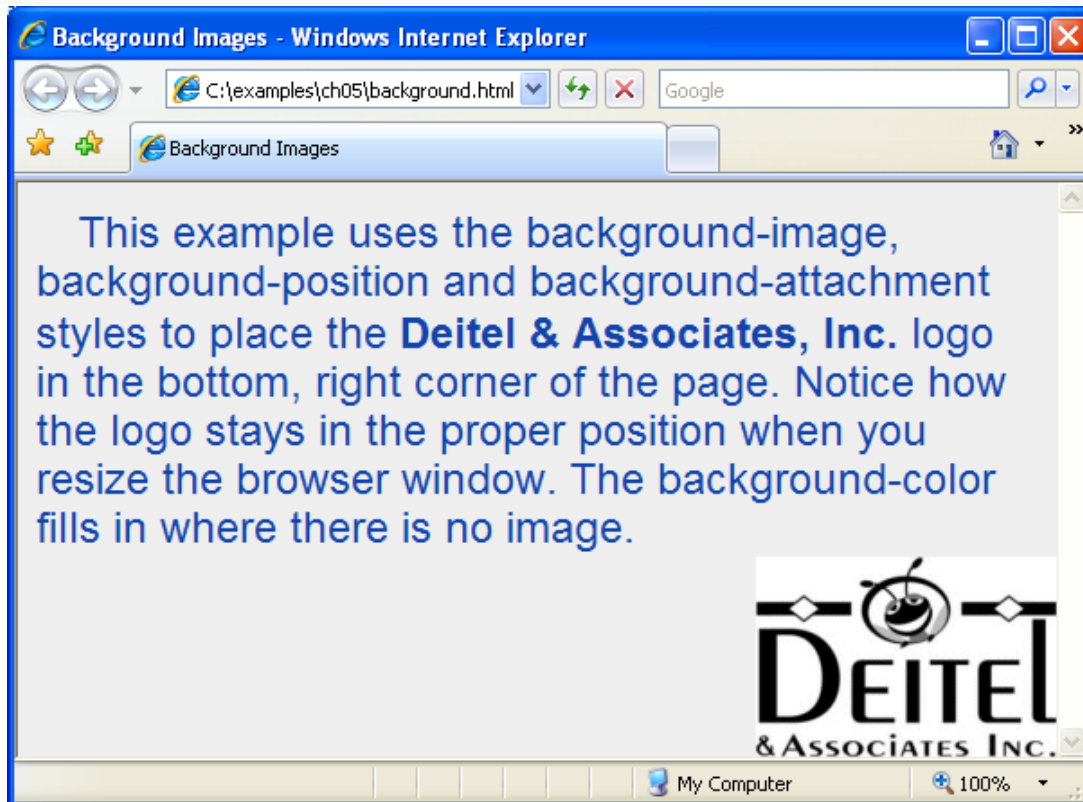 Background Images - Windows Internet Explorer
C:\examples\ch05\background.html
Google
Background Images
»
This example uses the background-image,
background-position and background-attachment
styles to place the Deitel & Associates, Inc. logo
in the bottom, right corner of the page. Notice how
the logo stays in the proper position when you
resize the browser window. The background-color
fills in where there is no image.
DEITEL
& ASSOCiATES INC.
My Computer
100%